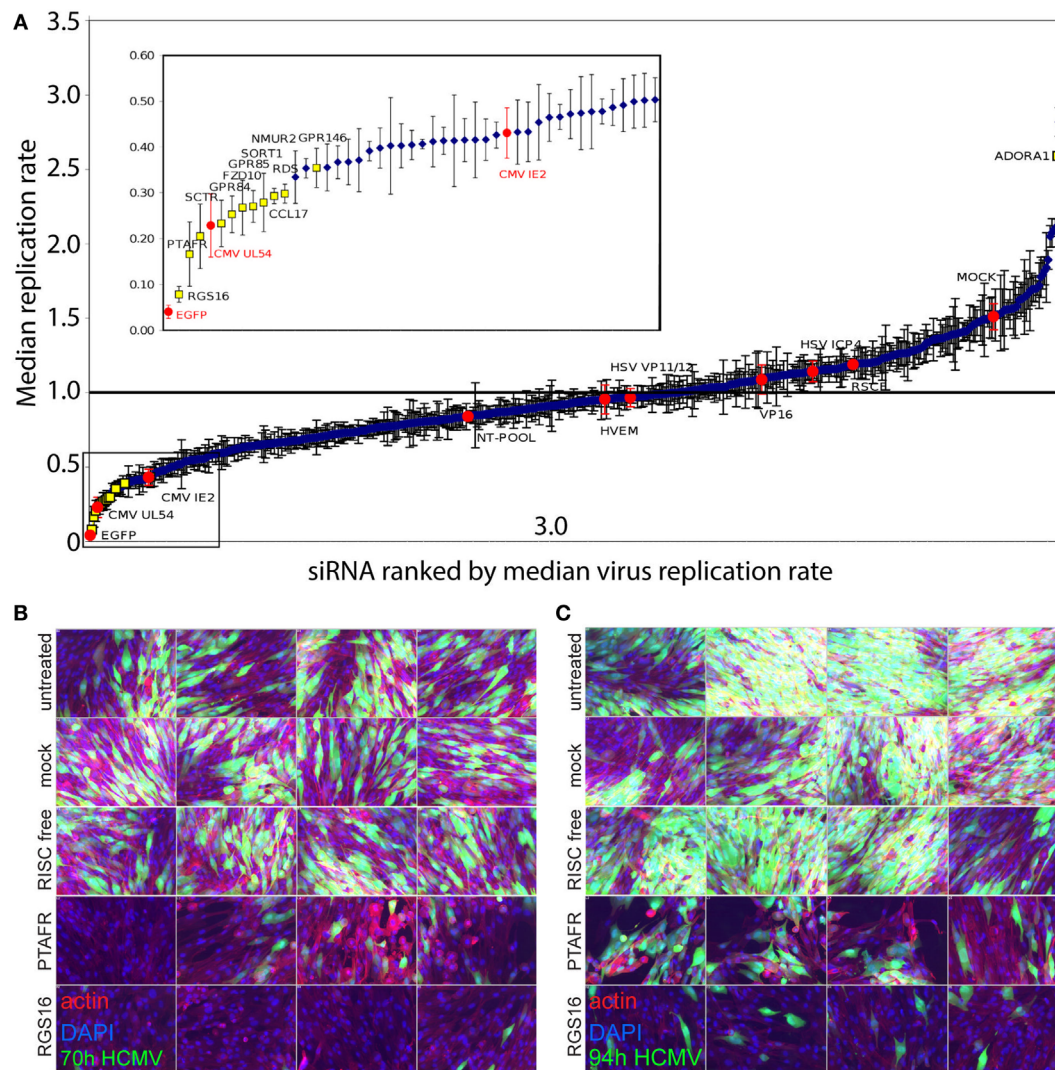 A
Median replication rate
3.5
3.0
2.5
2.0
1.5
1.0
0.5
0
0.60
0.50
0.40
0.30
0.20
0.10
0.00
NMUR2
GPR146
SORT1
GPR85
RDS
FZD10
GPR84
SCTR
CCL17
PTAFR
CMV UL54
RGS16
EGFP
CMV IE2
ADORA1
MOCK
HSV ICP4
HSV VP11/12
RSCF
VP16
HVEM
NT-POOL
CMV IE2
CMV UL54
EGFP
3.0
siRNA ranked by median virus replication rate
B
untreated
mock
RISC free
PTAFR
RGS16
actin
DAPI
70h HCMV
C
untreated
mock
RISC free
PTAFR
RGS16
actin
DAPI
94h HCMV